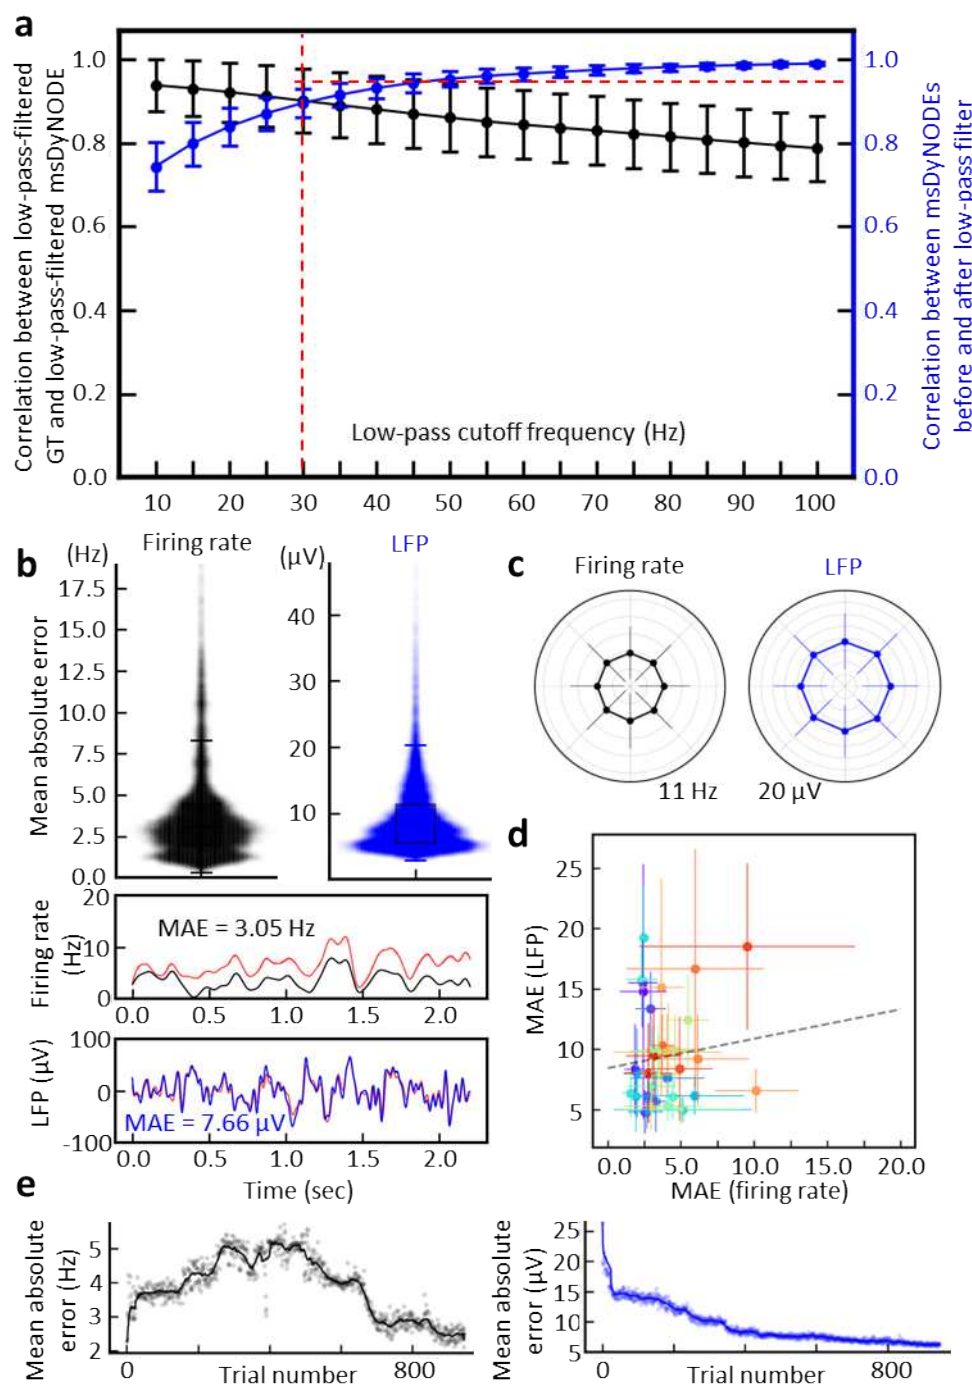 a
Correlation between low-pass-filtered
GT and low-pass-filtered msDyNODE
1.0
0.8
0.6
0.4
0.2
0.0
Low-pass cutoff frequency (Hz)
10 20 30 40 50 60 70 80 90 100
1.0
0.8
0.6
0.4
0.2
0.0
Correlation between msDyNODEs
before and after low-pass filter
b
Mean absolute error
(Hz) Firing rate
17.5
15.0
12.5
10.0
7.5
5.0
2.5
0.0
(μV) LFP
40
30
20
10
Firing rate
(Hz)
20
10
0
MAE = 3.05 Hz
0.0 0.5 1.0 1.5 2.0
LFP (μV)
100
0
-100
MAE = 7.66 μV
0.0 0.5 1.0 1.5 2.0
Time (sec)
c
Firing rate LFP
11 Hz 20 μV
d
MAE (LFP)
25
20
15
10
5
0.0 5.0 10.0 15.0 20.0
MAE (firing rate)
e
Mean absolute
error (Hz)
5
4
3
2
0 800
Trial number
Mean absolute
error (μV)
25
20
15
10
5
0 800
Trial number